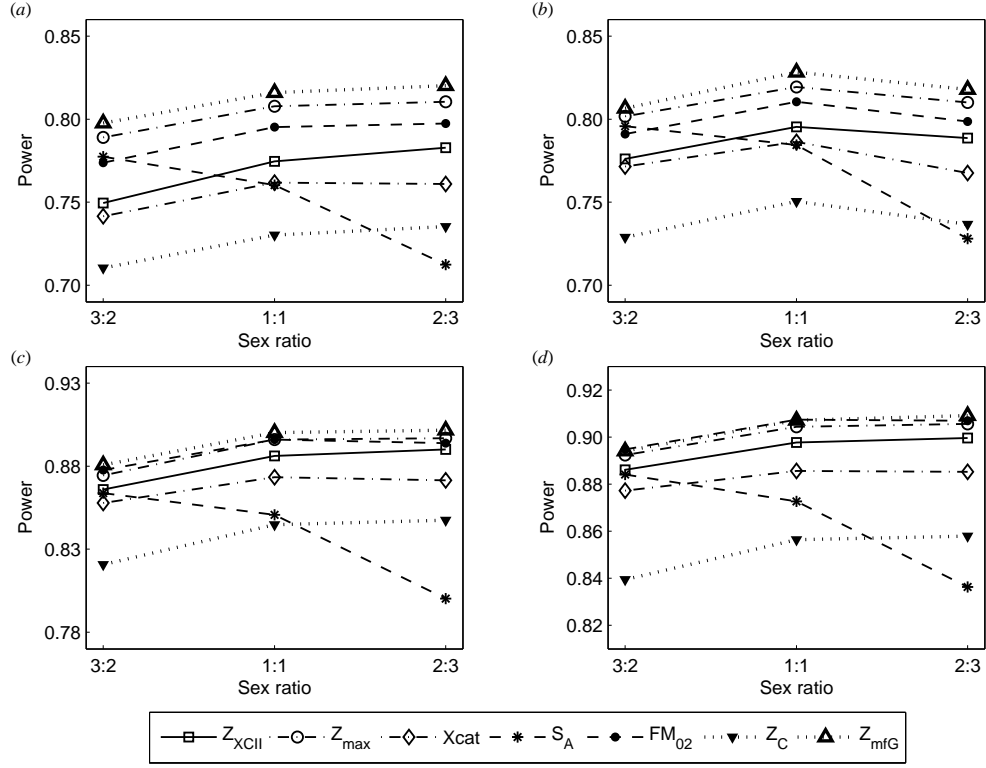 (a)
(b)
0.85
0.80
0.75
0.70
Power
3:2 1:1 2:3
Sex ratio
0.85
0.80
0.75
0.70
Power
3:2 1:1 2:3
Sex ratio
(c)
(d)
0.93
0.88
0.83
0.78
Power
3:2 1:1 2:3
Sex ratio
0.92
0.90
0.88
0.86
0.84
0.82
Power
3:2 1:1 2:3
Sex ratio
Z_XCII Z_max Xcat S_A FM_02 Z_C Z_mfG